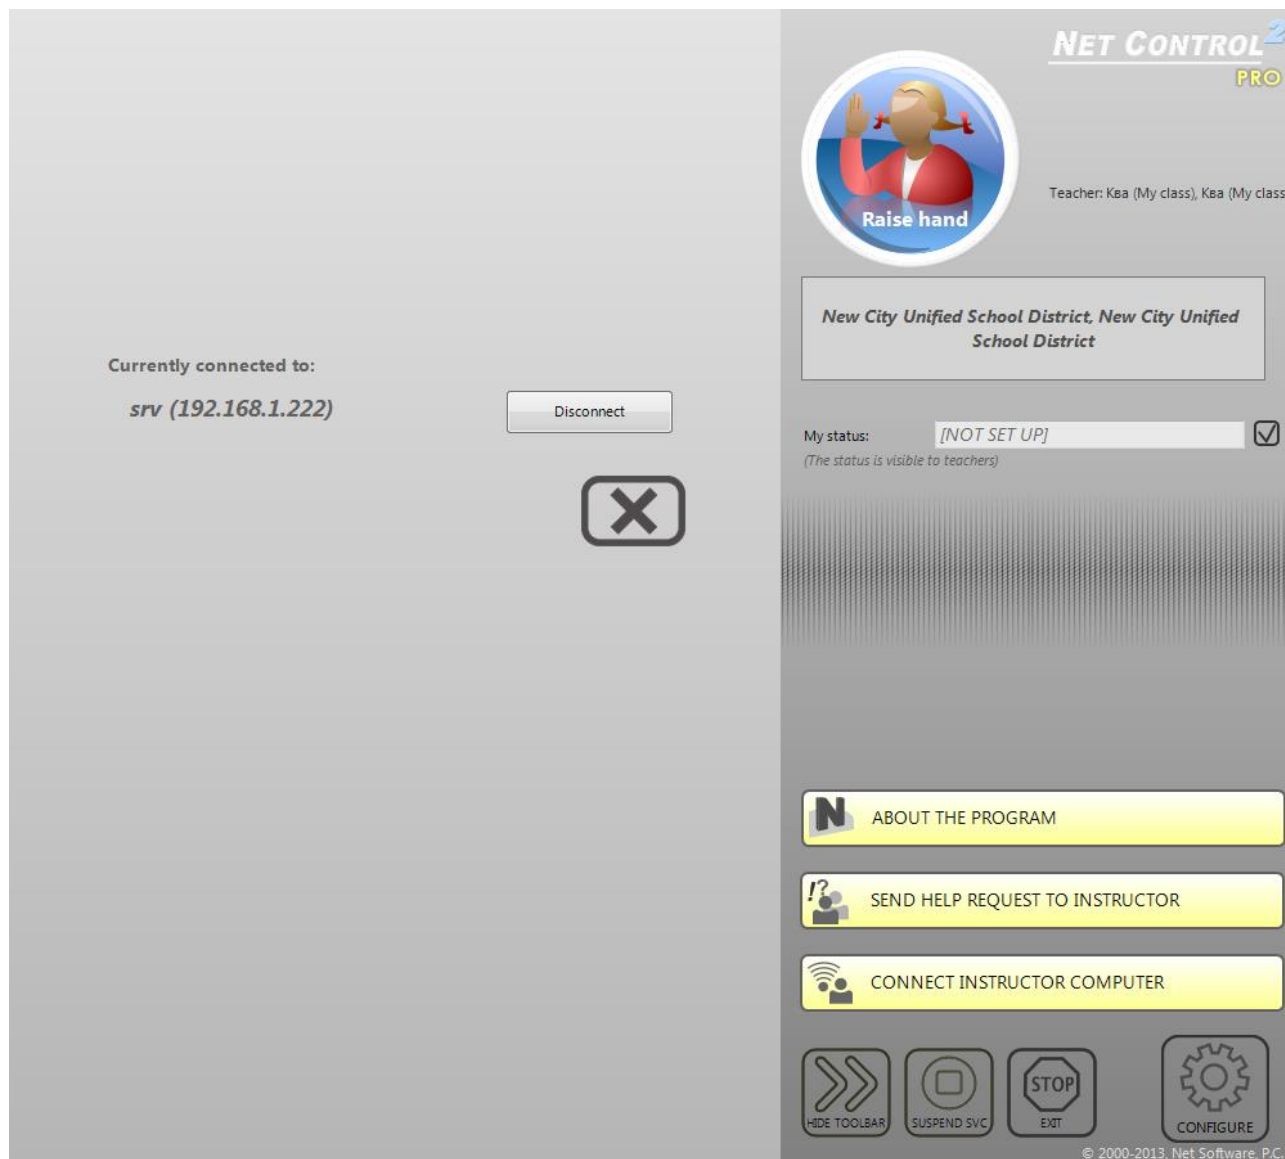 NET CONTROL 2
PRO
Raise hand
Teacher: Ква (My class), Ква (My class
New City Unified School District, New City Unified
School District
Currently connected to:
srv (192.168.1.222)
Disconnect
My status:
[NOT SET UP]
(The status is visible to teachers)
N
ABOUT THE PROGRAM
!?
SEND HELP REQUEST TO INSTRUCTOR
CONNECT INSTRUCTOR COMPUTER
HIDE TOOLBAR
SUSPEND SVC
STOP
EXIT
CONFIGURE
© 2000-2013, Net Software, P.C.